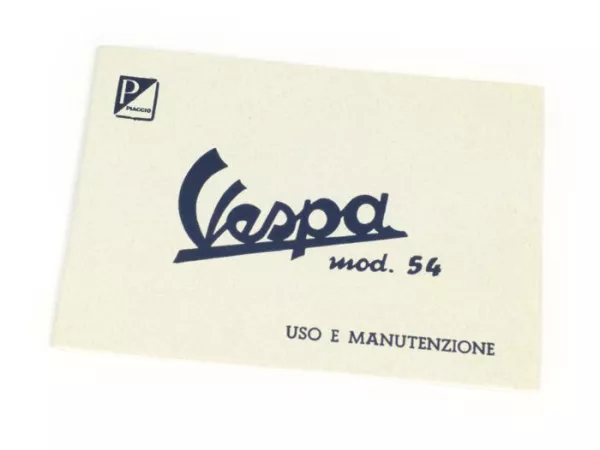 P
PIAGGIO
Vespa
mod. 54
USO E MANUTENZIONE